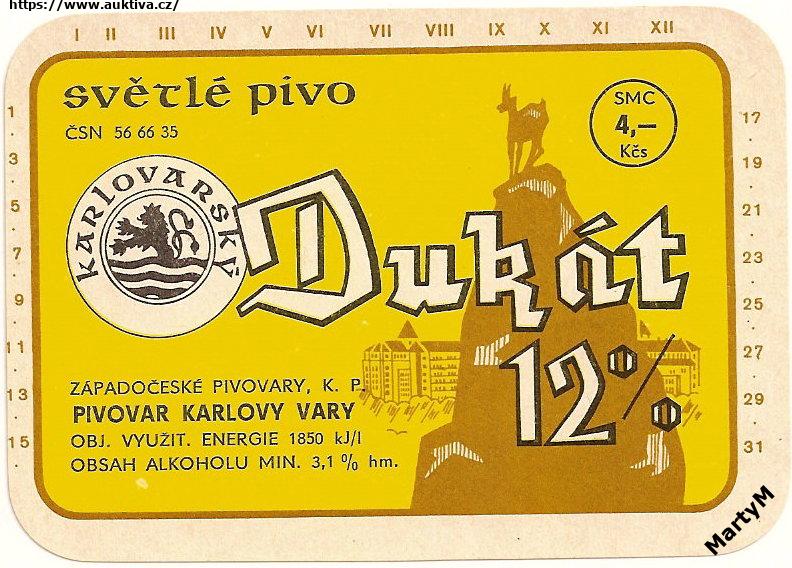 https://www.auktiva.cz/
I II III IV V VI VII VIII IX X XI XII
světlé pivo
ČSN 56 66 35
SMC
4,—
Kčs
KARLOVARSKÝ
Dukát
12%
ZÁPADOČESKÉ PIVOVARY, K. P.
PIVOVAR KARLOVY VARY
OBJ. VYUŽIT. ENERGIE 1850 kJ/l
OBSAH ALKOHOLU MIN. 3,1 % hm.
1
3
5
7
9
11
13
15
17
19
21
23
25
27
29
31
MartyM